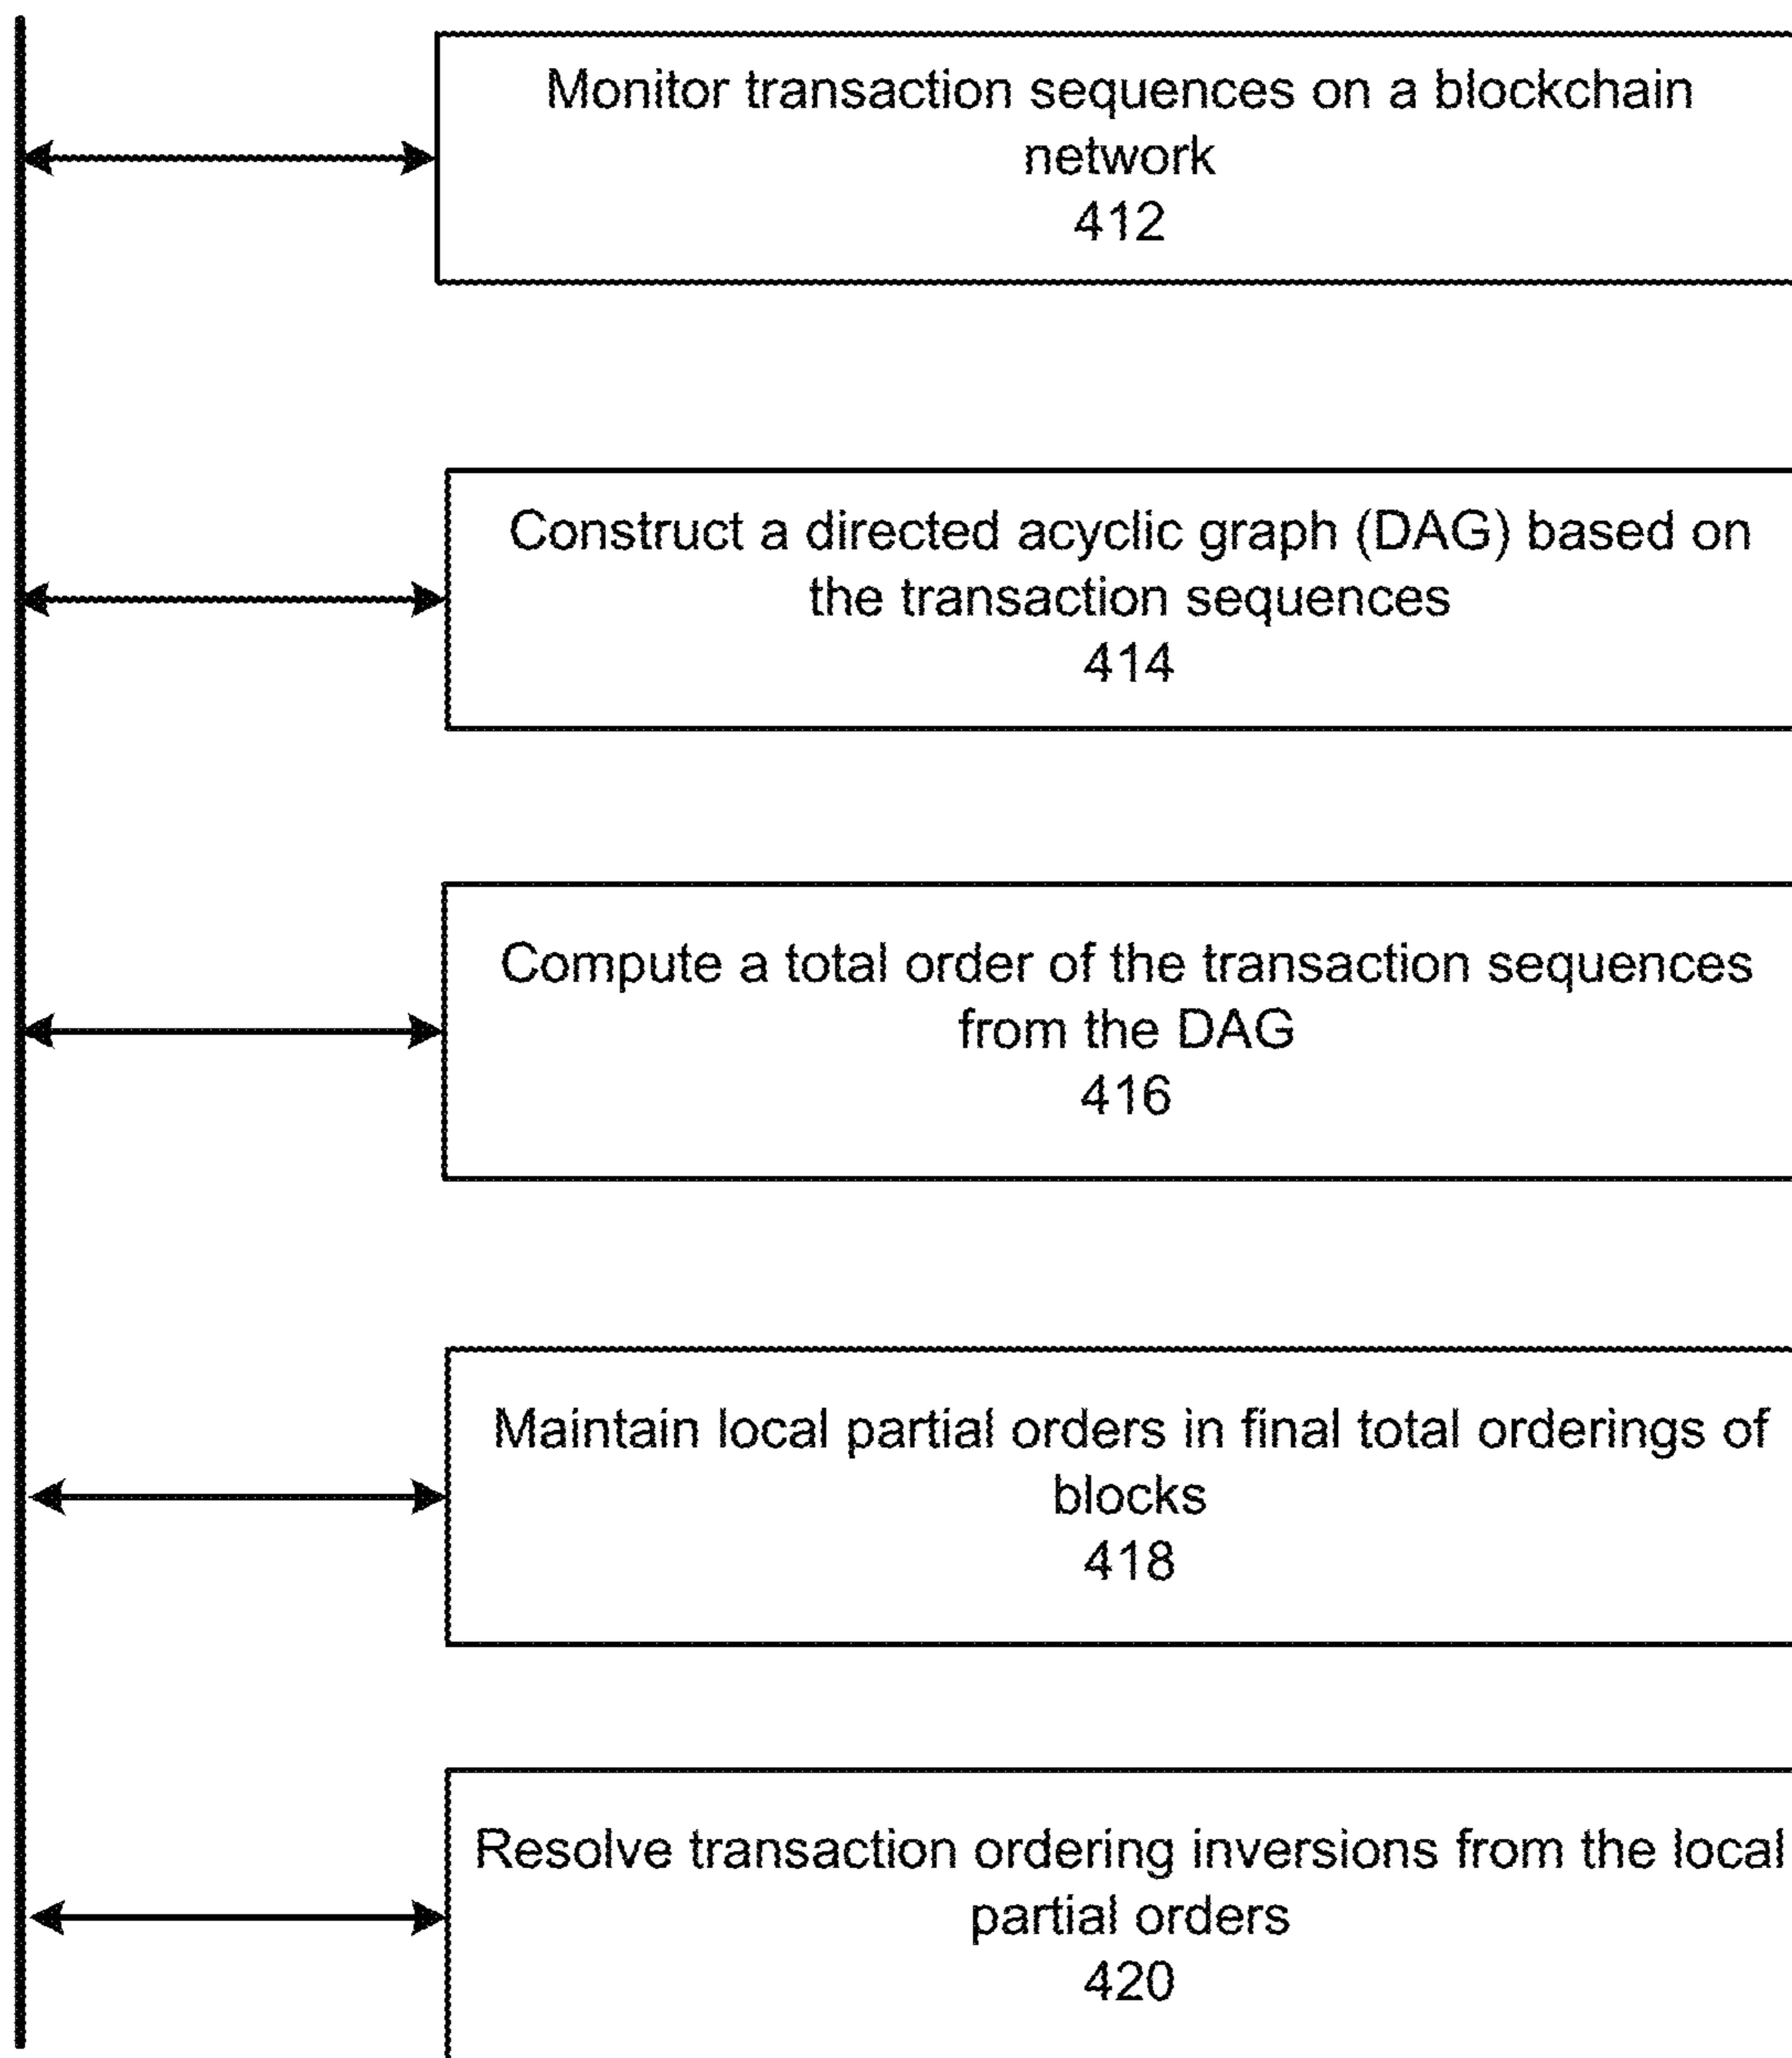 Monitor transaction sequences on a blockchain
network
412
Construct a directed acyclic graph (DAG) based on
the transaction sequences
414
Compute a total order of the transaction sequences
from the DAG
416
Maintain local partial orders in final total orderings of
blocks
418
Resolve transaction ordering inversions from the local
partial orders
420